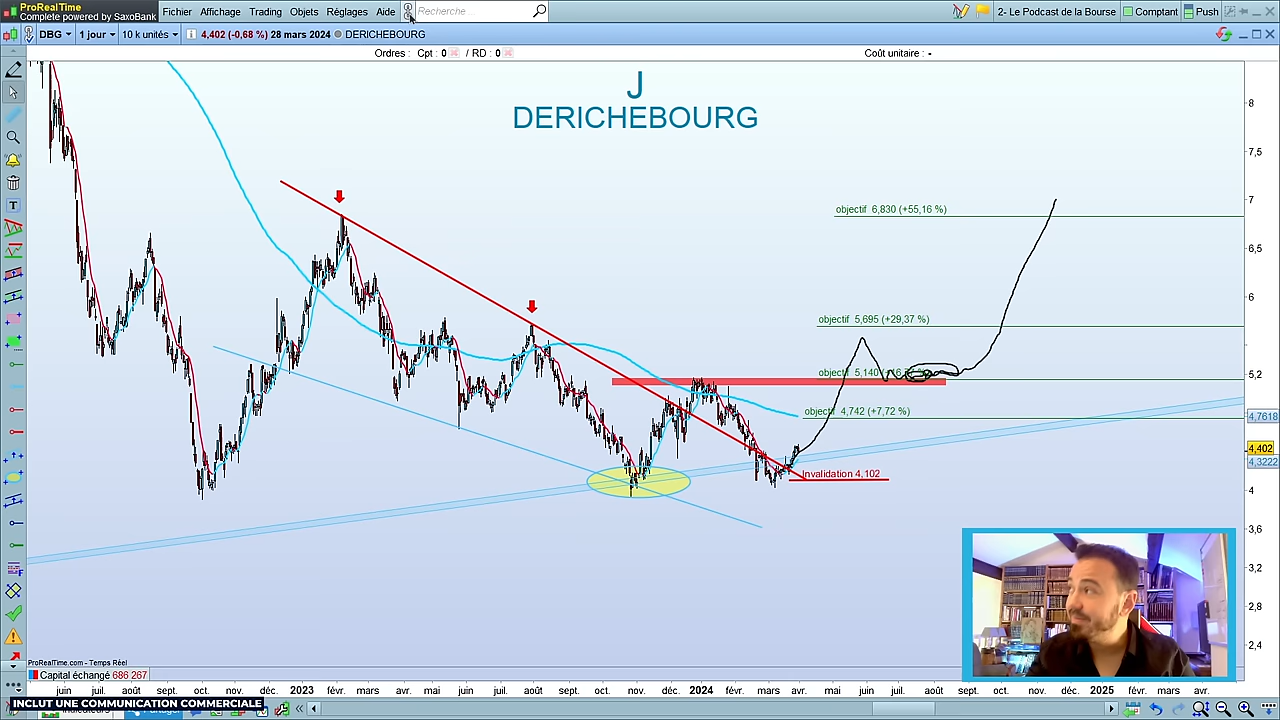 ProRealTime
Complete powered by SaxoBank
Fichier Affichage Trading Objets Réglages Aide
Recherche
2- Le Podcast de la Bourse
Comptant
Push
DBG
1 jour
10 k unités
4,402 (-0,68 %) 28 mars 2024
DERICHEBOURG
Ordres : Cpt : 0 / RD : 0
Coût unitaire : -
J
DERICHEBOURG
8
7,5
7
6,5
6
5,2
4,7618
4,402
4,3222
4
3,6
3,2
2,8
2,4
objectif 6,830 (+55,16 %)
objectif 5,695 (+29,37 %)
objectif 5,140
objectif 4,742 (+7,72 %)
Invalidation 4,102
ProRealTime.com - Temps Réel
Capital échangé 686 267
juin juil. août sept. oct. nov. déc. 2023 févr. mars avr. mai juin juil. août sept. oct. nov. déc. 2024 févr. mars avr. mai juin juil. août sept. oct. nov. déc. 2025 févr. mars avr.
INCLUT UNE COMMUNICATION COMMERCIALE